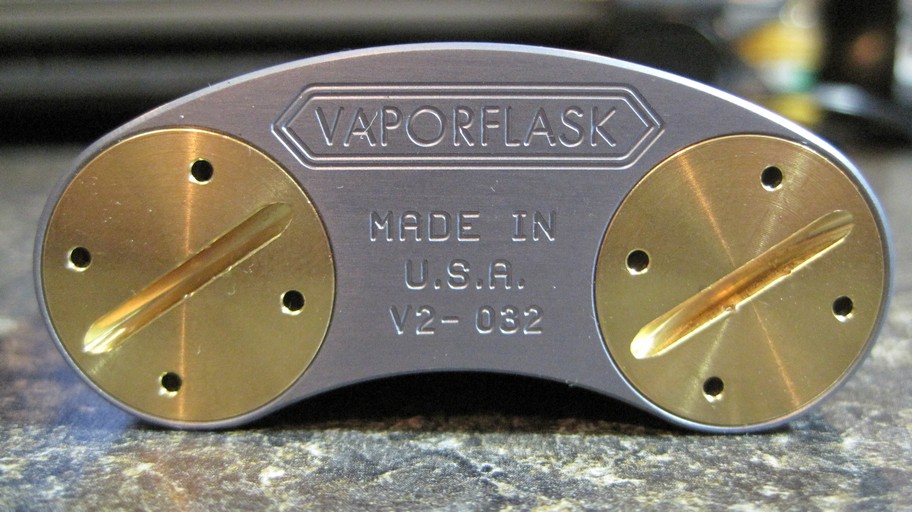 VAPORFLASK
MADE IN
U.S.A.
V2-032